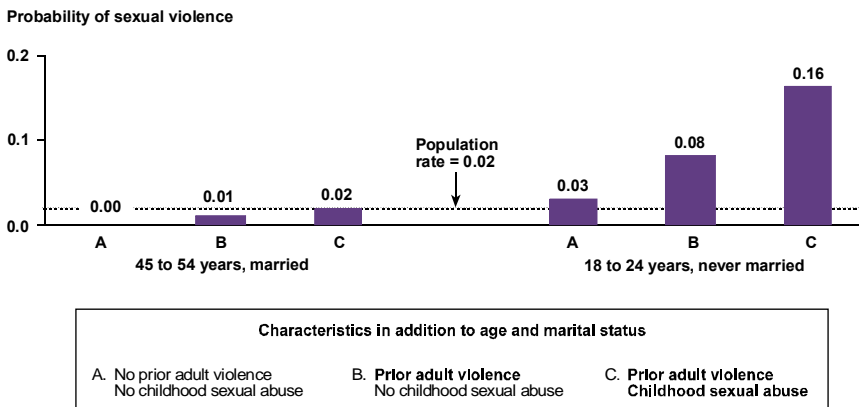 Probability of sexual violence
0.2
0.16
0.1
Population
rate = 0.02
0.08
0.03
0.02
0.01
0.00
0.0
A B C A B C
45 to 54 years, married 18 to 24 years, never married
Characteristics in addition to age and marital status
A. No prior adult violence
No childhood sexual abuse
B. Prior adult violence
No childhood sexual abuse
C. Prior adult violence
Childhood sexual abuse